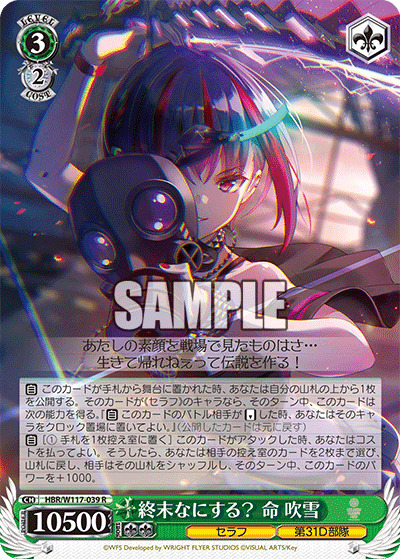 LEVEL
3
2
COST
SAMPLE
あたしの素顔を戦場で見たものはさ…
生きて帰れねぇって伝説を作る!
自 このカードが手札から舞台に置かれた時、あなたは自分の山札の上から1枚
を公開する。そのカードが《セラフ》のキャラなら、そのターン中、このカードは
次の能力を得る。『自 このカードのバトル相手が した時、あなたはそのキャ
ラをクロック置場に置いてよい。』(公開したカードは元に戻す)
自 [① 手札を1枚控え室に置く] このカードがアタックした時、あなたはコス
トを払ってよい。そうしたら、あなたは相手の控え室のカードを2枚まで選び、
山札に戻し、相手はその山札をシャッフルし、そのターン中、このカードのパ
ワーを+1000。
CH HBR/W117-039 R
10500
終末なにする? 命 吹雪
セラフ
第31D部隊
©WFS Developed by WRIGHT FLYER STUDIOS ©VISUAL ARTS/Key